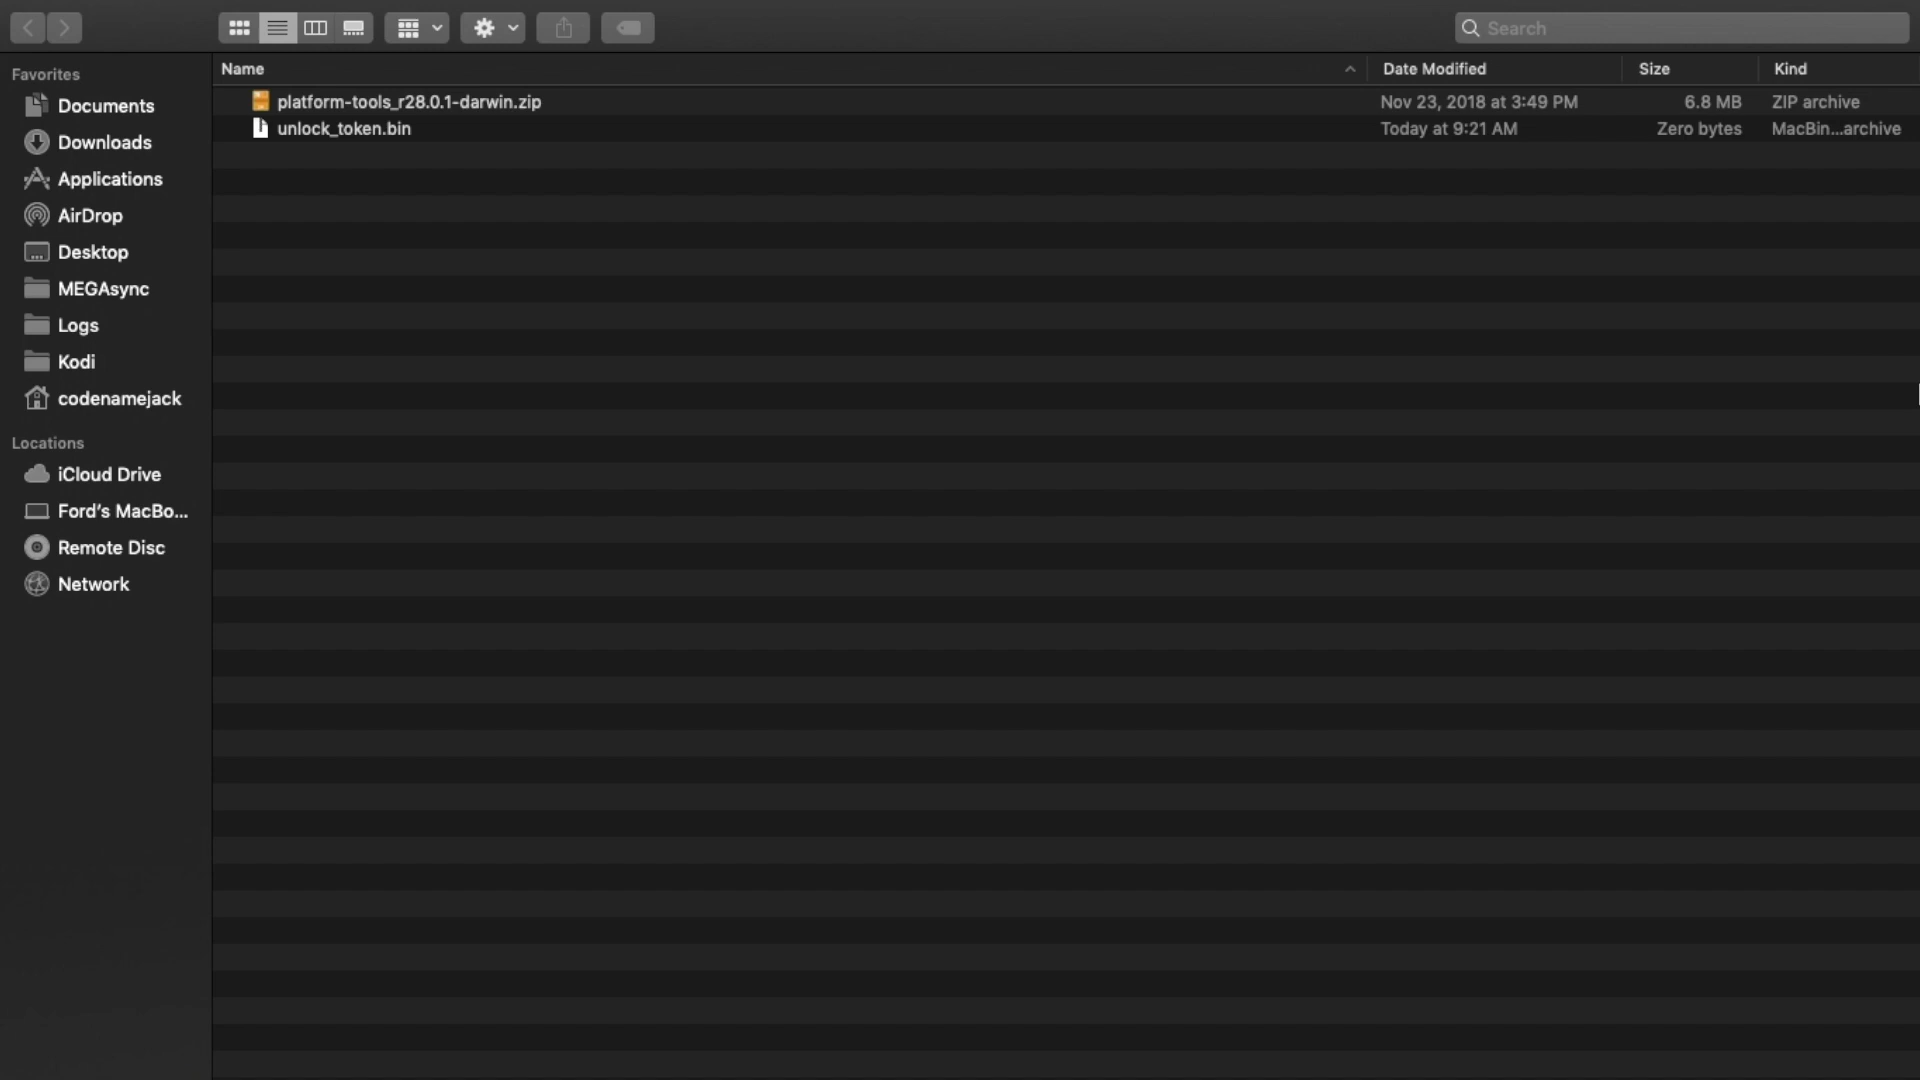 Search
Favorites
Documents
Downloads
Applications
AirDrop
Desktop
MEGAsync
Logs
Kodi
codenamejack
Locations
iCloud Drive
Ford's MacBo...
Remote Disc
Network
Name Date Modified Size Kind
platform-tools_r28.0.1-darwin.zip Nov 23, 2018 at 3:49 PM 6.8 MB ZIP archive
unlock_token.bin Today at 9:21 AM Zero bytes MacBin...archive